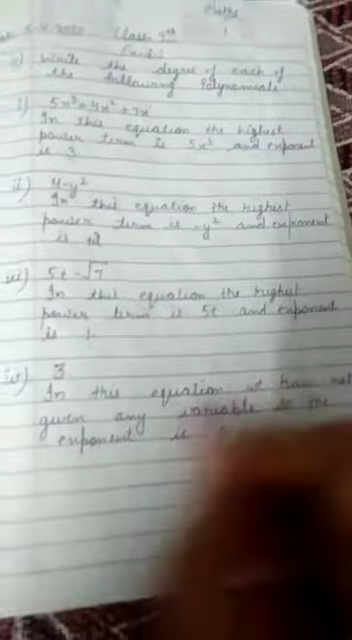 Maths
Class 9th
Write the degree of each of
the following Polynomials
i) 5x³+4x²+7x
In this equation the highest
power term is 5x³ and exponent
is 3
ii) 4-y²
In this equation the highest
power term is -y² and exponent
is
iii) 5t-√7
In this equation the highest
power term is 5t and exponent
is 1.
iv) 3
In this equation we have not
given any variable so the
exponent is